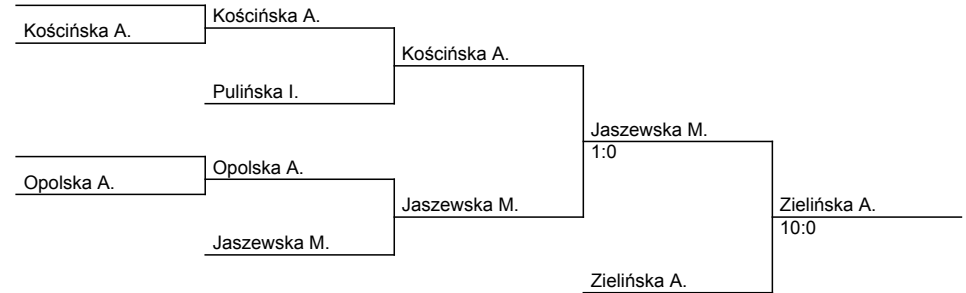 Kościńska A.
Kościńska A.
Kościńska A.
Pulińska I.
Jaszewska M.
1:0
Opolska A.
Opolska A.
Jaszewska M.
Zielińska A.
10:0
Jaszewska M.
Zielińska A.